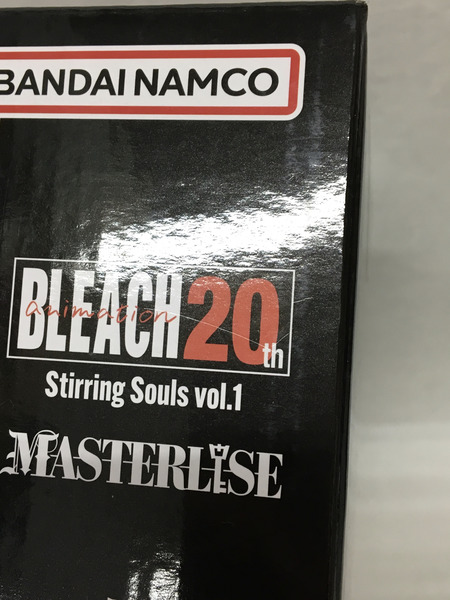 BANDAI NAMCO
BLEACH 20th
animation
Stirring Souls vol.1
MASTERLISE